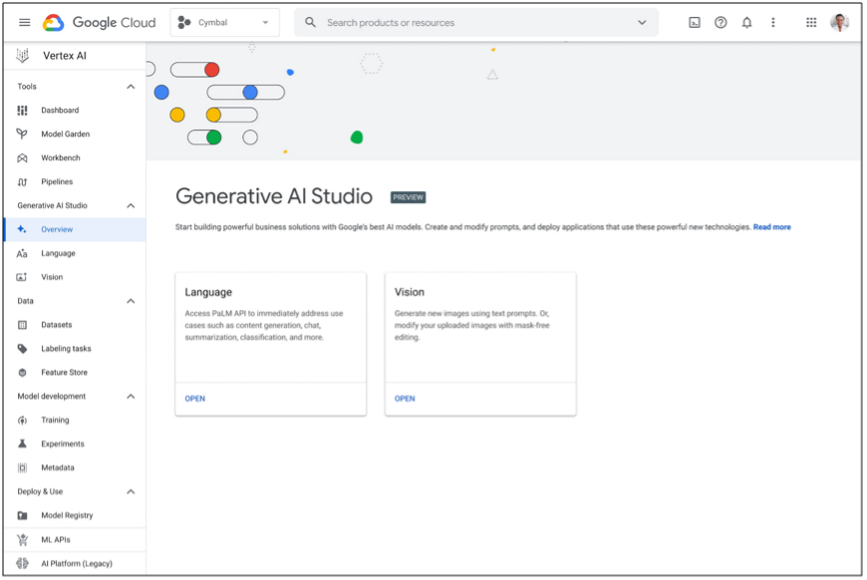 Google Cloud
Cymbal
Search products or resources
Vertex AI
Tools
Dashboard
Model Garden
Workbench
Pipelines
Generative AI Studio
Overview
Language
Vision
Data
Datasets
Labeling tasks
Feature Store
Model development
Training
Experiments
Metadata
Deploy & Use
Model Registry
ML APIs
AI Platform (Legacy)
Generative AI Studio PREVIEW
Start building powerful business solutions with Google's best AI models. Create and modify prompts, and deploy applications that use these powerful new technologies. Read more
Language
Access PaLM API to immediately address use
cases such as content generation, chat,
summarization, classification, and more.
OPEN
Vision
Generate new images using text prompts. Or,
modify your uploaded images with mask-free
editing.
OPEN